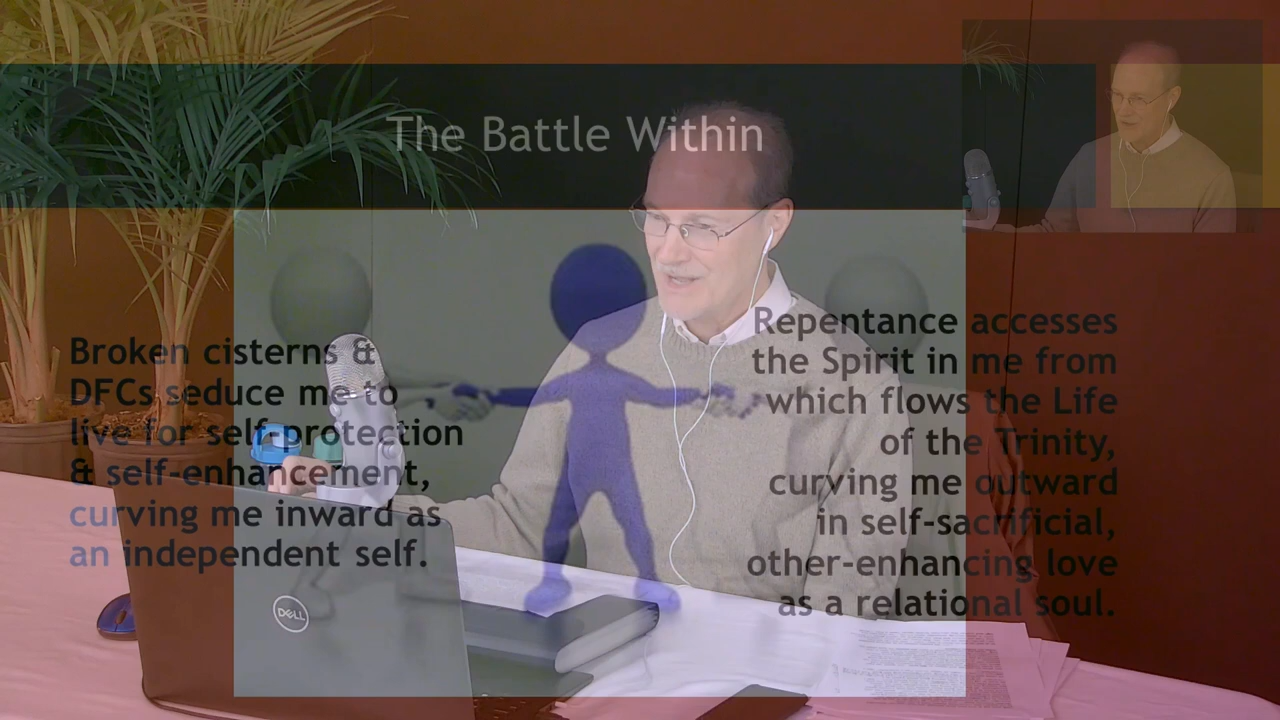 The Battle Within
Broken cisterns &
DFCs seduce me to
live for self-protection
& self-enhancement,
curving me inward as
an independent self.
Repentance accesses
the Spirit in me from
which flows the Life
of the Trinity,
curving me outward
in self-sacrificial,
other-enhancing love
as a relational soul.
DELL